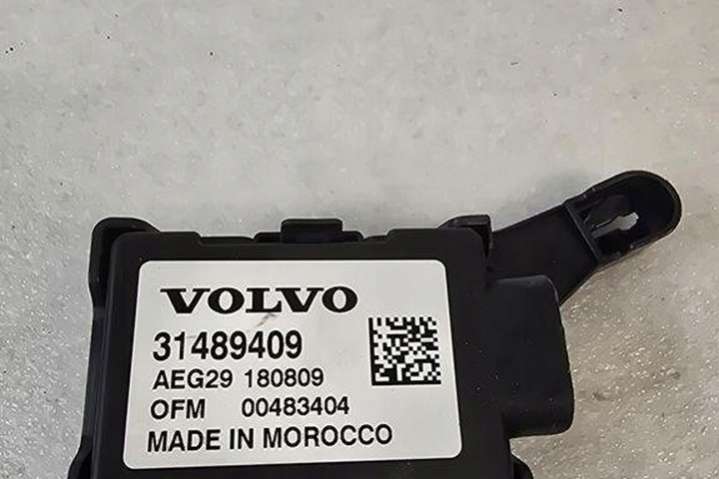 VOLVO
31489409
AEG29 180809
OFM 00483404
MADE IN MOROCCO